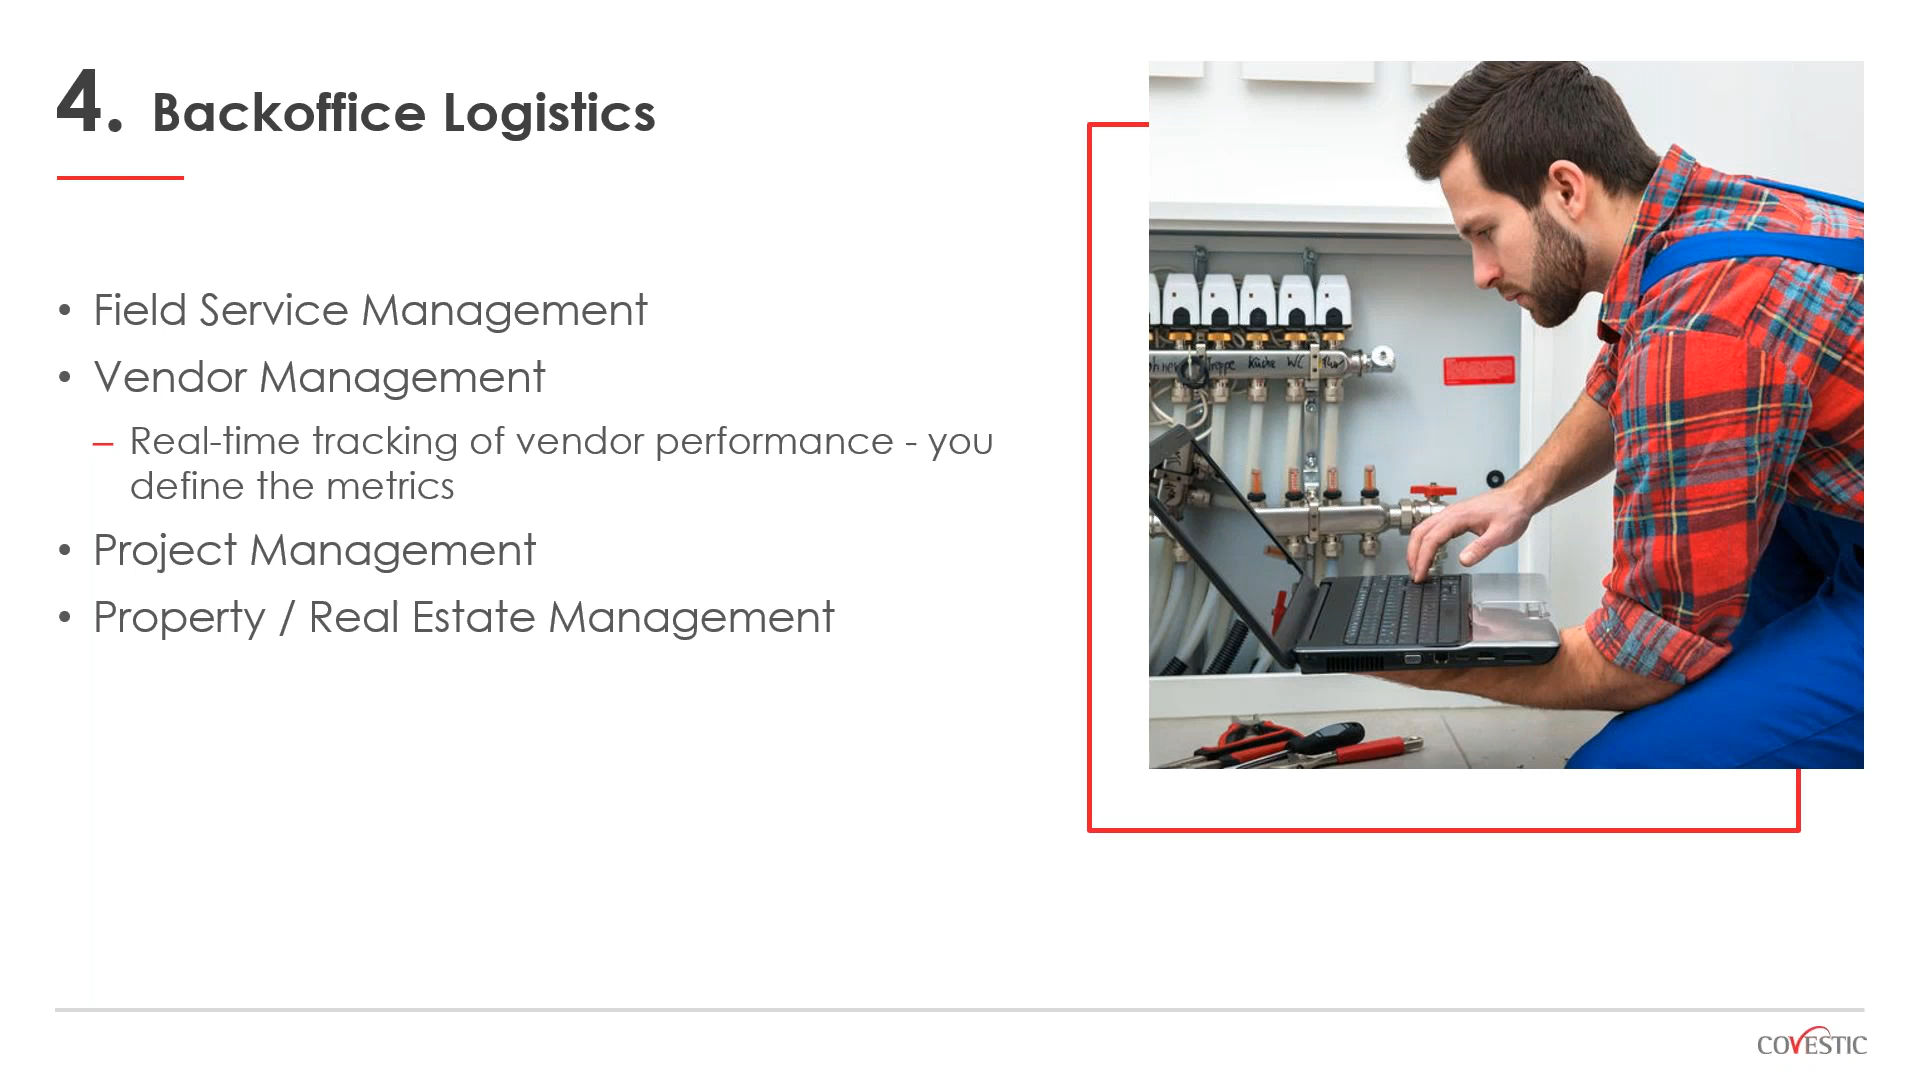 4. Backoffice Logistics
• Field Service Management
• Vendor Management
– Real-time tracking of vendor performance - you
define the metrics
• Project Management
• Property / Real Estate Management
Treppe Küche WC
COVESTIC